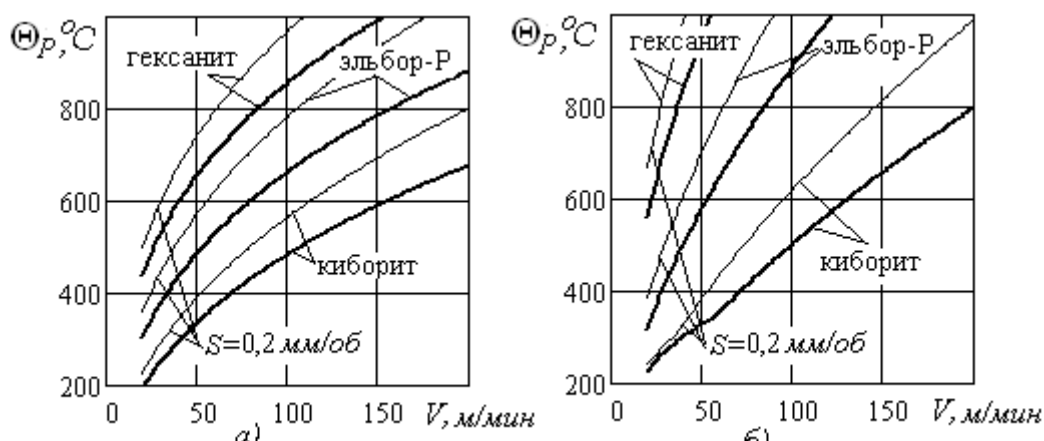 Θp,°C
гексанит
эльбор-Р
800
600
киборит
400
S=0,2 мм/об
200
0 50 100 150 V, м/мин
а)
Θp,°C
гексанит
эльбор-Р
800
600
киборит
400
S=0,2 мм/об
200
0 50 100 150 V, м/мин
б)